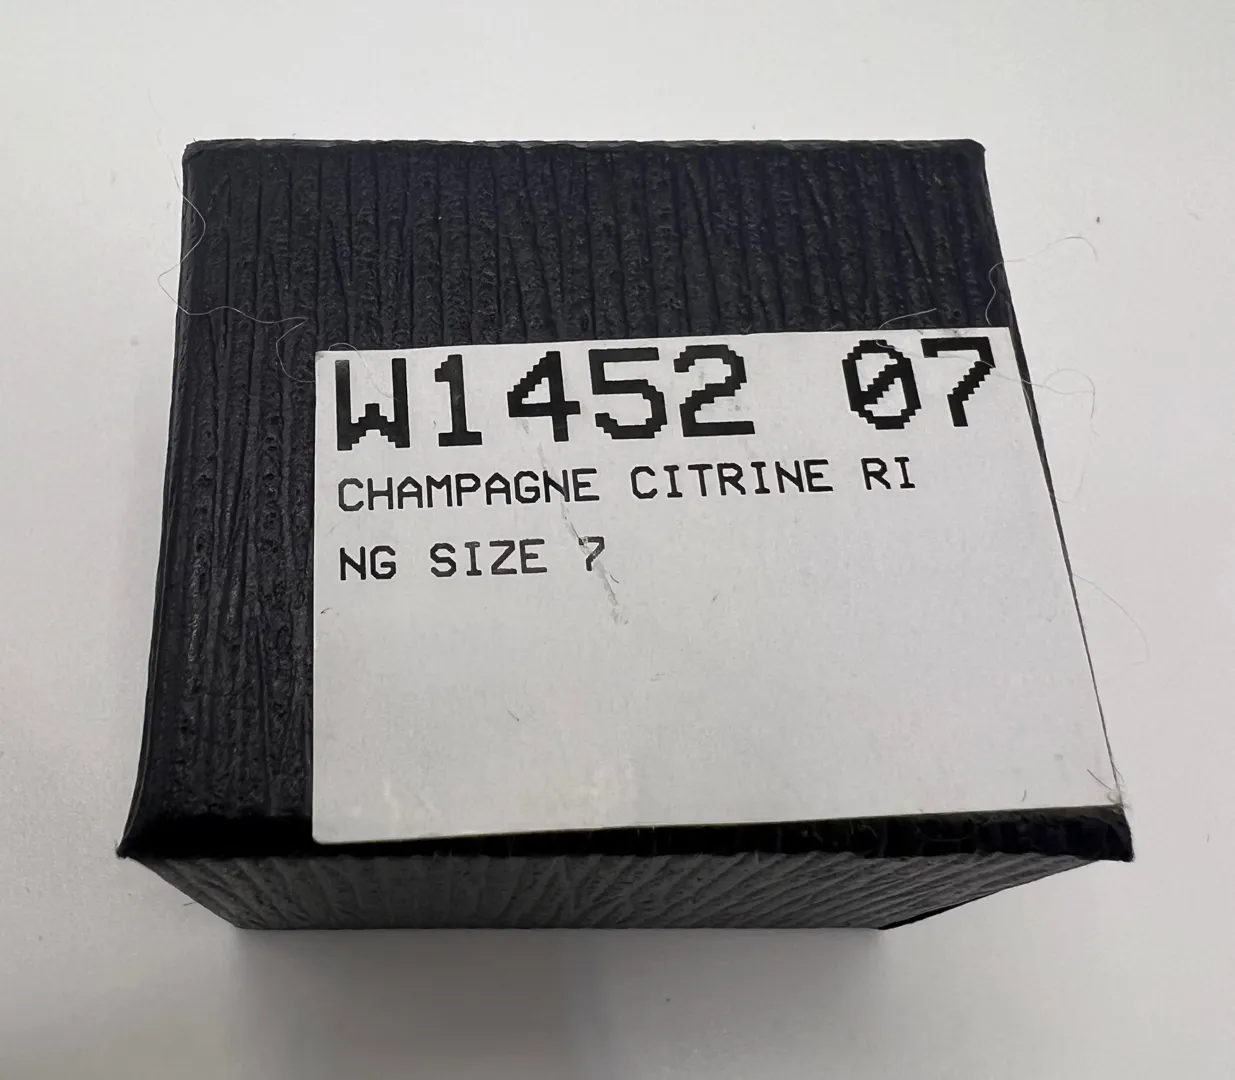 W1452 07
CHAMPAGNE CITRINE RI
NG SIZE 7